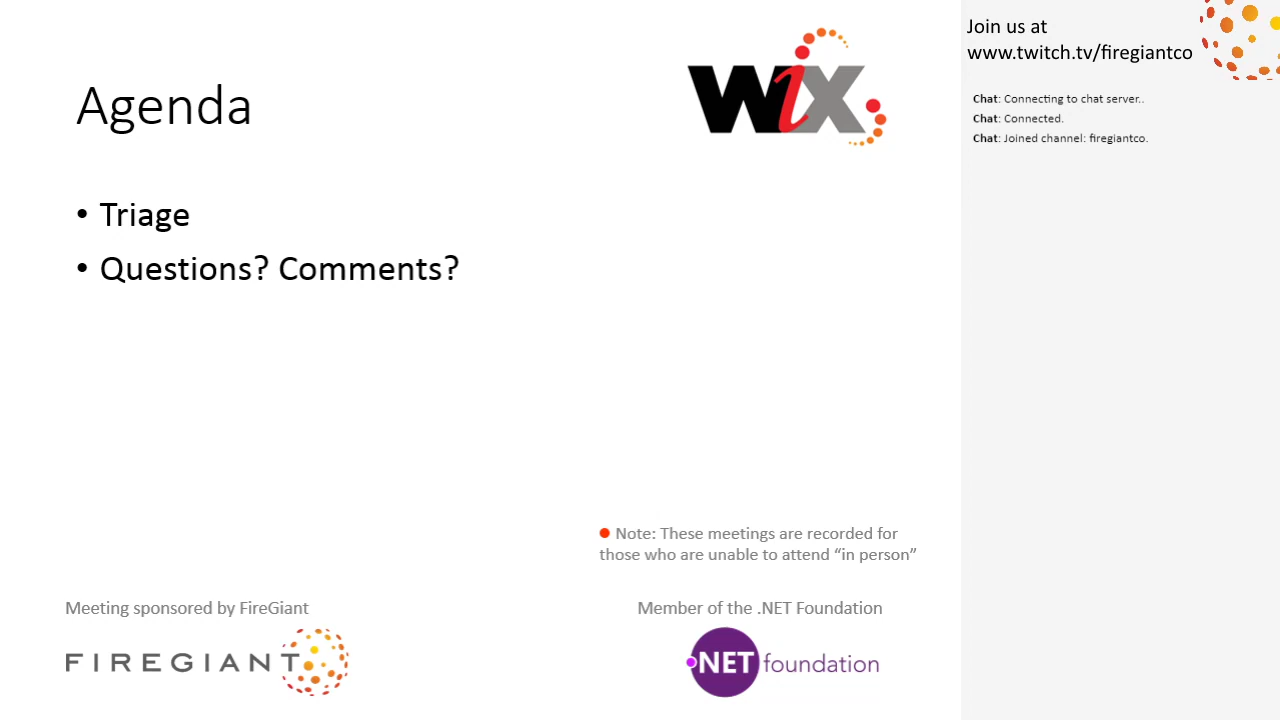 Agenda
WiX
• Triage
• Questions? Comments?
Note: These meetings are recorded for
those who are unable to attend “in person”
Meeting sponsored by FireGiant
FIREGIANT
Member of the .NET Foundation
.NET foundation
Join us at
www.twitch.tv/firegiantco
Chat: Connecting to chat server..
Chat: Connected.
Chat: Joined channel: firegiantco.